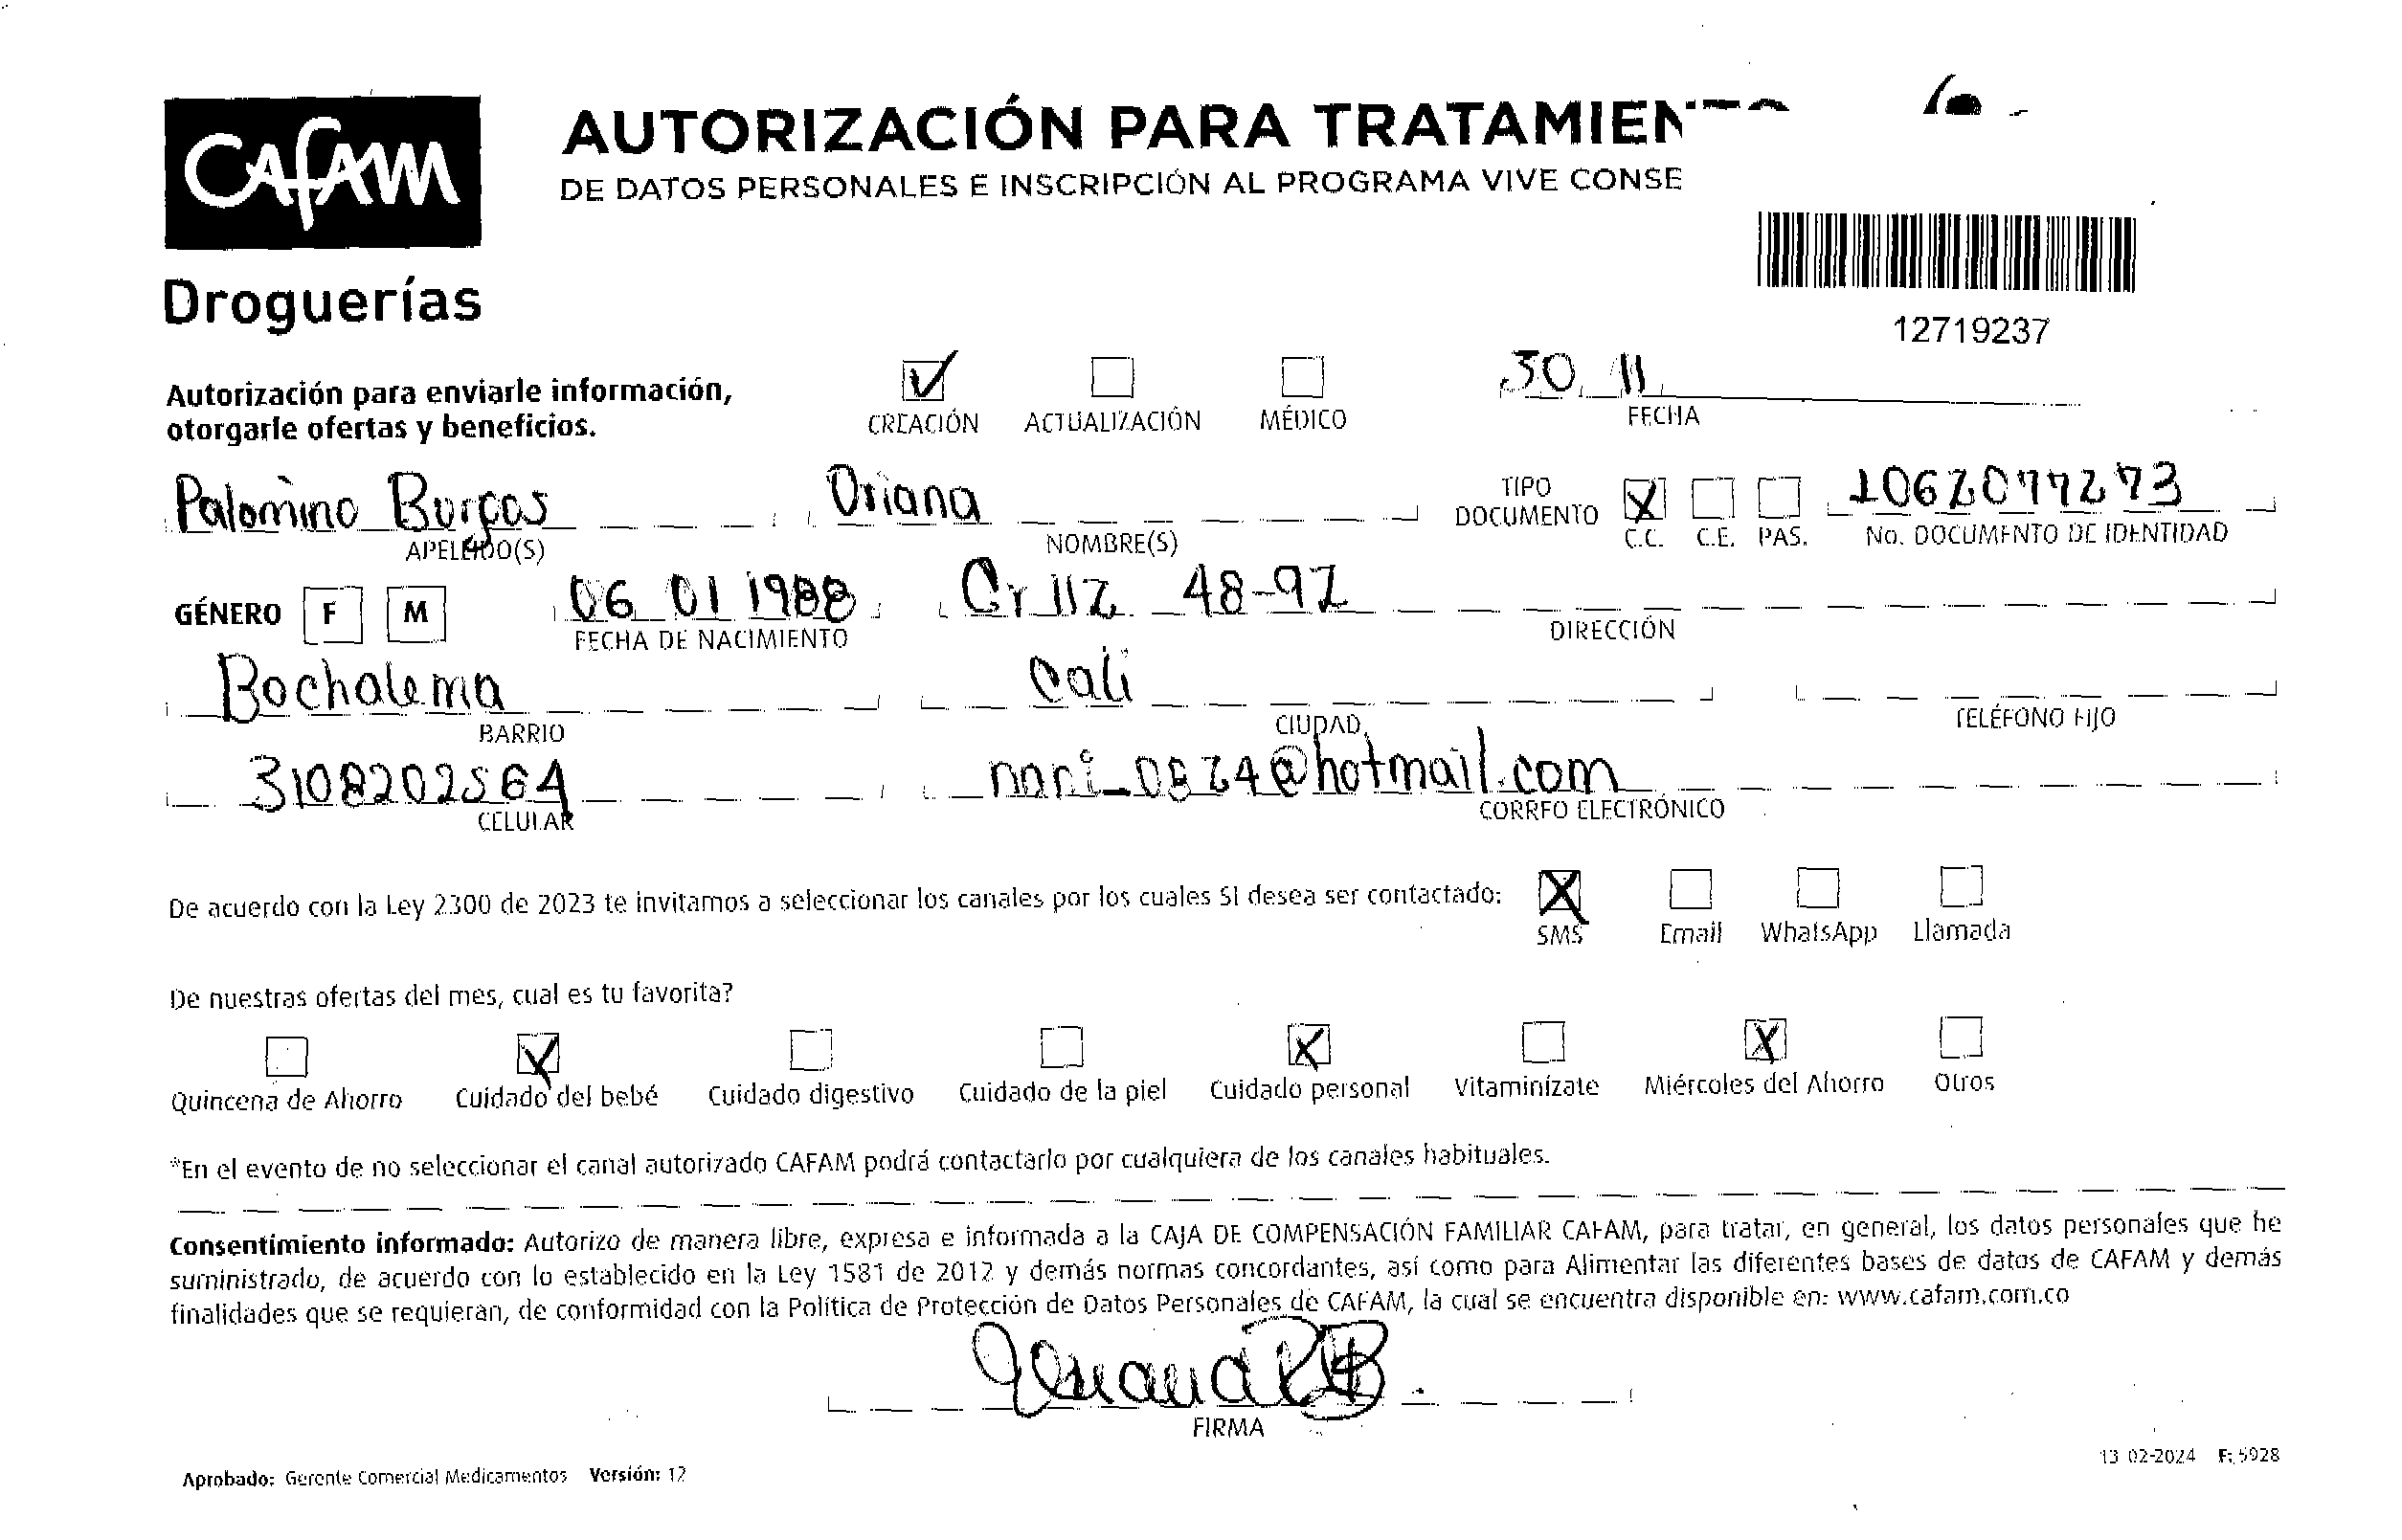 CAFAM
Droguerías
AUTORIZACIÓN PARA TRATAMIEN
DE DATOS PERSONALES E INSCRIPCIÓN AL PROGRAMA VIVE CONSE
12719237
Autorización para enviarle información,
otorgarle ofertas y beneficios.
CREACIÓN ACTUALIZACIÓN MÉDICO
30 11
FECHA
Palomino Burgos Oriana
APELLIDO(S) NOMBRE(S)
TIPO
DOCUMENTO
C.C. C.E. PAS.
No. DOCUMENTO DE IDENTIDAD
GÉNERO F M 06 01 1988 Cr 112 48-92
FECHA DE NACIMIENTO DIRECCIÓN
Bochalema Cali
BARRIO CIUDAD TELÉFONO FIJO
3108202564 nani_0824@hotmail.com
CELULAR CORREO ELECTRÓNICO
De acuerdo con la Ley 2300 de 2023 te invitamos a seleccionar los canales por los cuales SI desea ser contactado:
SMS Email WhatsApp Llamada
De nuestras ofertas del mes, cual es tu favorita?
Quincena de Ahorro Cuidado del bebé Cuidado digestivo Cuidado de la piel Cuidado personal Vitaminízate Miércoles del Ahorro Otros
*En el evento de no seleccionar el canal autorizado CAFAM podrá contactarlo por cualquiera de los canales habituales.
Consentimiento informado: Autorizo de manera libre, expresa e informada a la CAJA DE COMPENSACIÓN FAMILIAR CAFAM, para tratar, en general, los datos personales que he
suministrado, de acuerdo con lo establecido en la Ley 1581 de 2012 y demás normas concordantes, así como para Alimentar las diferentes bases de datos de CAFAM y demás
finalidades que se requieran, de conformidad con la Política de Protección de Datos Personales de CAFAM, la cual se encuentra disponible en: www.cafam.com.co
FIRMA
Aprobado: Gerente Comercial Medicamentos Versión: 12
13 02-2024 F: 5928